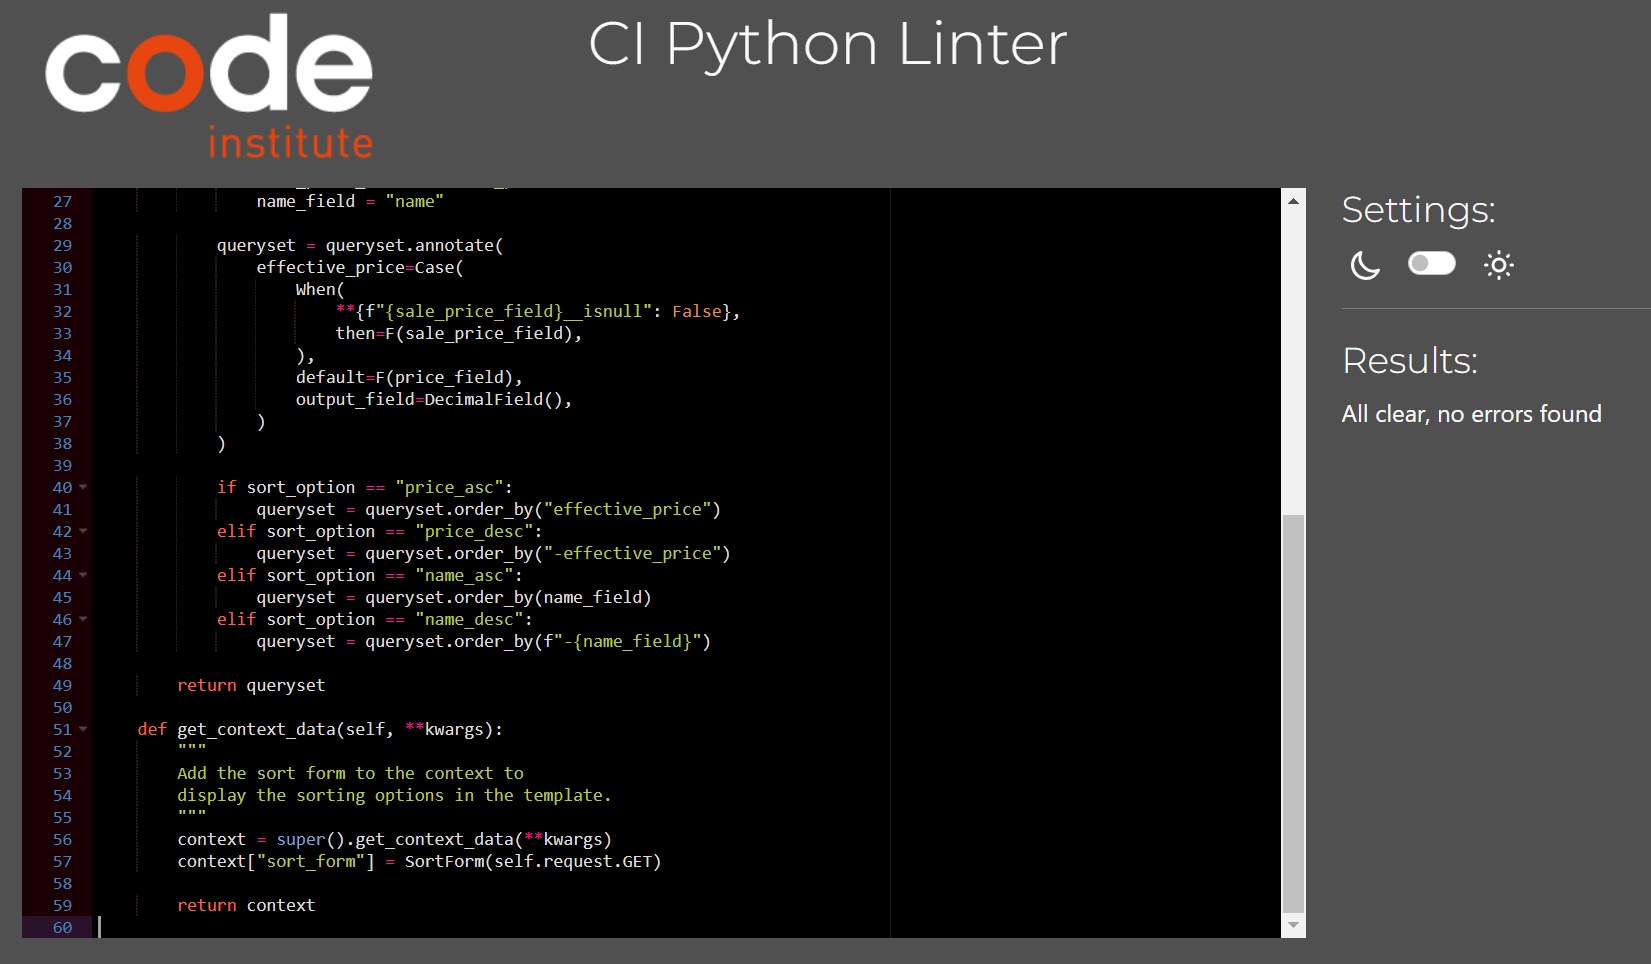 code
institute
CI Python Linter
27 name_field = "name"
28
29 queryset = queryset.annotate(
30 effective_price=Case(
31 When(
32 **{f"{sale_price_field}__isnull": False},
33 then=F(sale_price_field),
34 ),
35 default=F(price_field),
36 output_field=DecimalField(),
37 )
38 )
39
40 if sort_option == "price_asc":
41 queryset = queryset.order_by("effective_price")
42 elif sort_option == "price_desc":
43 queryset = queryset.order_by("-effective_price")
44 elif sort_option == "name_asc":
45 queryset = queryset.order_by(name_field)
46 elif sort_option == "name_desc":
47 queryset = queryset.order_by(f"-{name_field}")
48
49 return queryset
50
51 def get_context_data(self, **kwargs):
52 """
53 Add the sort form to the context to
54 display the sorting options in the template.
55 """
56 context = super().get_context_data(**kwargs)
57 context["sort_form"] = SortForm(self.request.GET)
58
59 return context
60
Settings:
Results:
All clear, no errors found